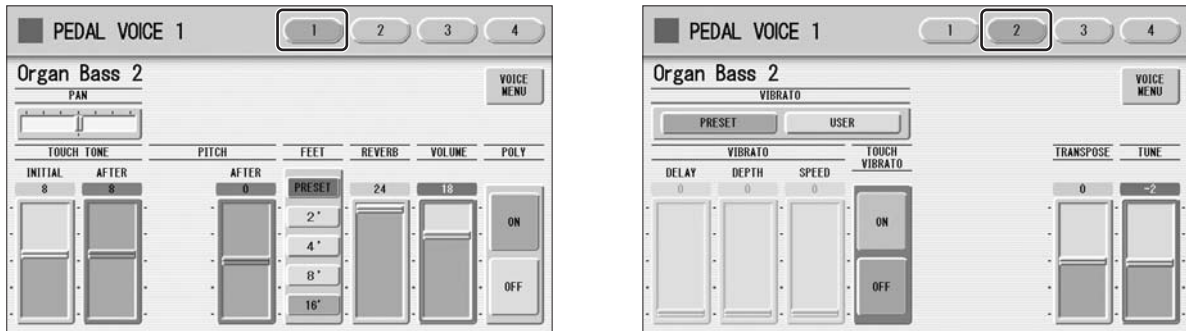 PEDAL VOICE 1 1 2 3 4
Organ Bass 2
VOICE
MENU
PAN
TOUCH TONE PITCH FEET REVERB VOLUME POLY
INITIAL AFTER AFTER
8 8 0 PRESET 24 18
2'
ON
4'
8'
OFF
16'
PEDAL VOICE 1 1 2 3 4
Organ Bass 2
VOICE
MENU
VIBRATO
PRESET USER
VIBRATO TOUCH
VIBRATO
TRANSPOSE TUNE
DELAY DEPTH SPEED
0 0 0 0 -2
ON
OFF